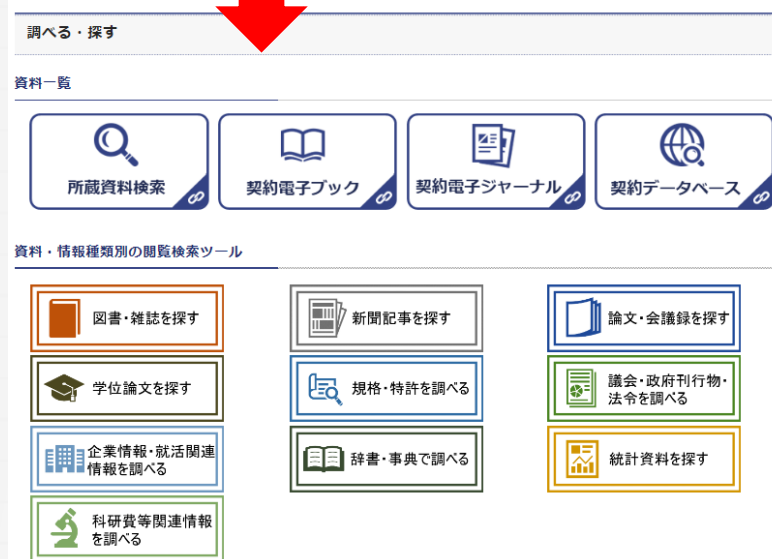 調べる・探す
資料一覧
所蔵資料検索
契約電子ブック
契約電子ジャーナル
契約データベース
資料・情報種類別の閲覧検索ツール
図書・雑誌を探す
新聞記事を探す
論文・会議録を探す
学位論文を探す
規格・特許を調べる
議会・政府刊行物・
法令を調べる
企業情報・就活関連
情報を調べる
辞書・事典で調べる
統計資料を探す
科研費等関連情報
を調べる